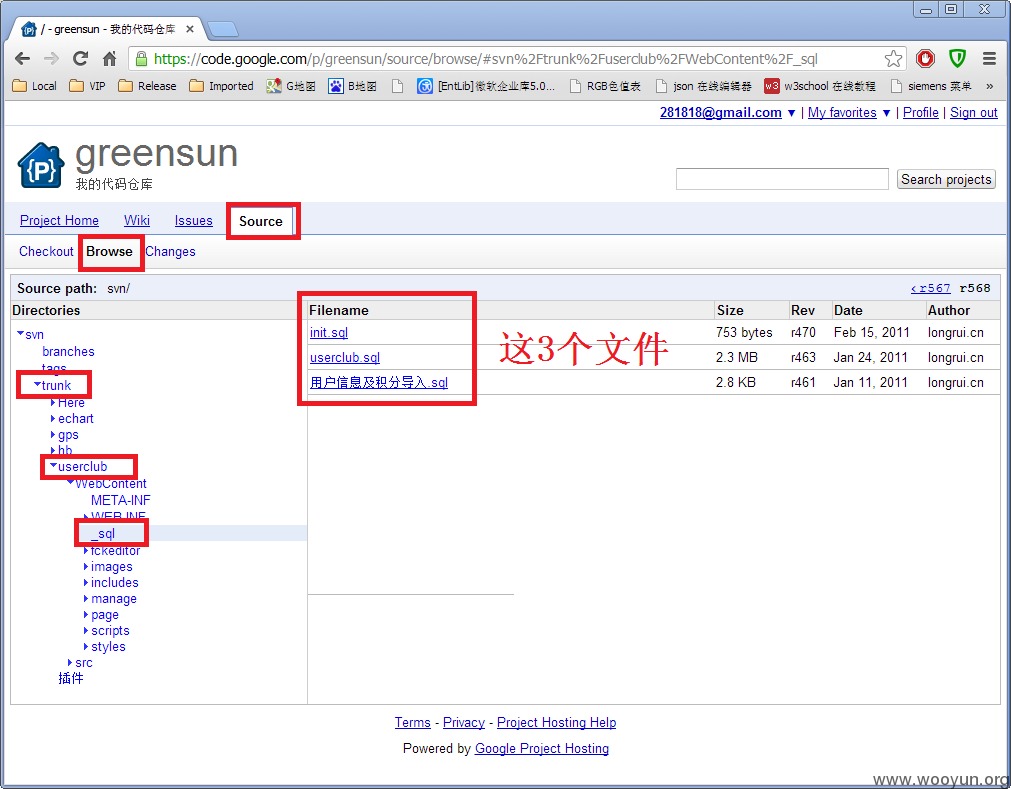 / - greensun - 我的代码仓库
https://code.google.com/p/greensun/source/browse/#svn%2Ftrunk%2Fuserclub%2FWebContent%2F_sql
Local VIP Release Imported G地图 B地图 [EntLib]微软企业库5.0... RGB色值表 json 在线编辑器 w3school 在线教程 siemens 菜单 »
281818@gmail.com ▼ | My favorites ▼ | Profile | Sign out
greensun
我的代码仓库
Search projects
Project Home Wiki Issues Source
Checkout Browse Changes
Source path: svn/ <r567 r568
Directories Filename Size Rev Date Author
svn
init.sql 753 bytes r470 Feb 15, 2011 longrui.cn
branches
userclub.sql 2.3 MB r463 Jan 24, 2011 longrui.cn
这3个文件
tags
用户信息及积分导入.sql 2.8 KB r461 Jan 11, 2011 longrui.cn
trunk
Here
echart
gps
hb
userclub
WebContent
META-INF
WEB-INF
_sql
fckeditor
images
includes
manage
page
scripts
styles
src
插件
Terms - Privacy - Project Hosting Help
Powered by Google Project Hosting
www.wooyun.org